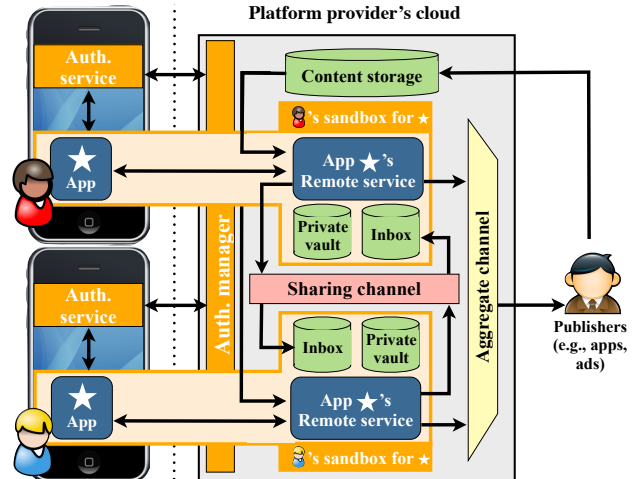 Platform provider's cloud
Auth.
service
Content storage
's sandbox for ★
App
App ★'s
Remote service
Private
vault
Inbox
Auth. manager
Sharing channel
Aggregate channel
Publishers
(e.g., apps,
ads)
Auth.
service
Inbox
Private
vault
App
App ★'s
Remote service
's sandbox for ★